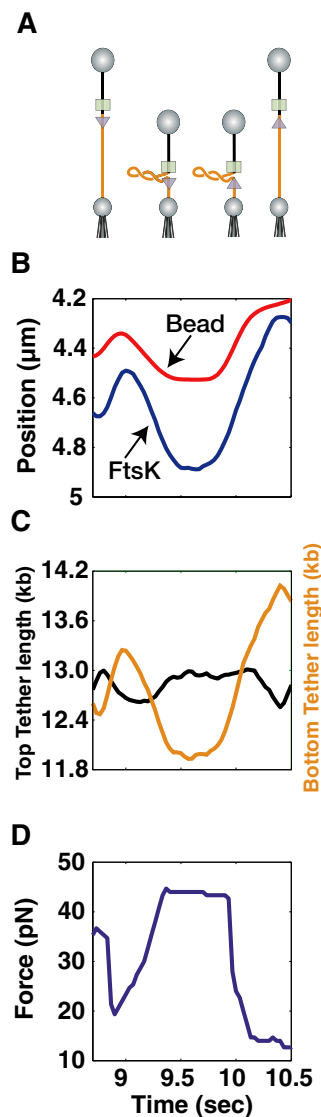 A
B
4.2
4.4
4.6
4.8
5
Position (µm)
Bead
FtsK
C
14.2
13.6
13.0
12.4
11.8
Top Tether length (kb)
Bottom Tether length (kb)
D
50
40
30
20
10
Force (pN)
9
9.5
10
10.5
Time (sec)